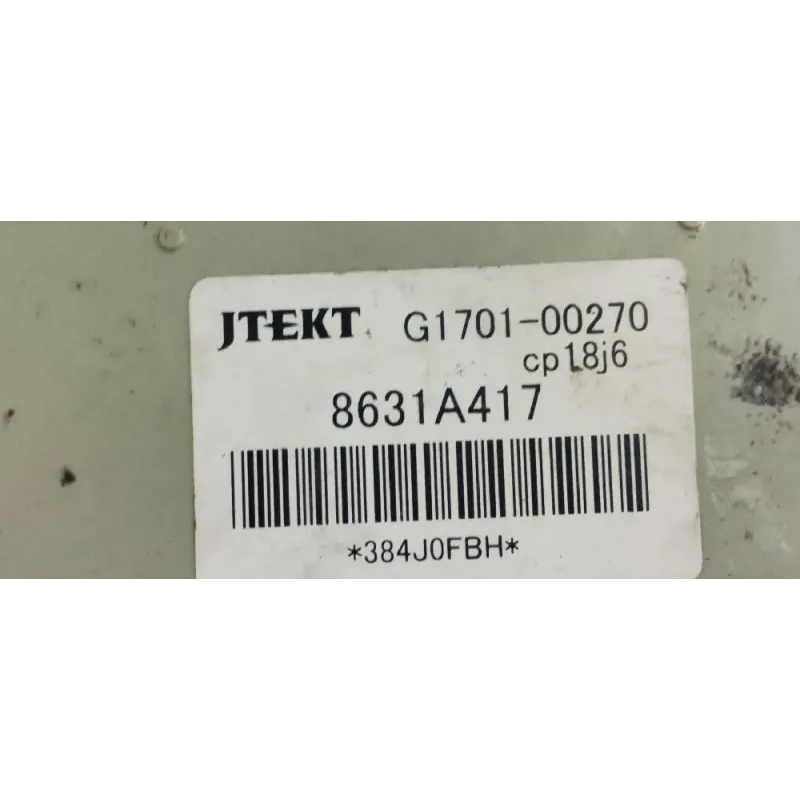 JTEKT G1701-00270
cp18j6
8631A417
*384J0FBH*